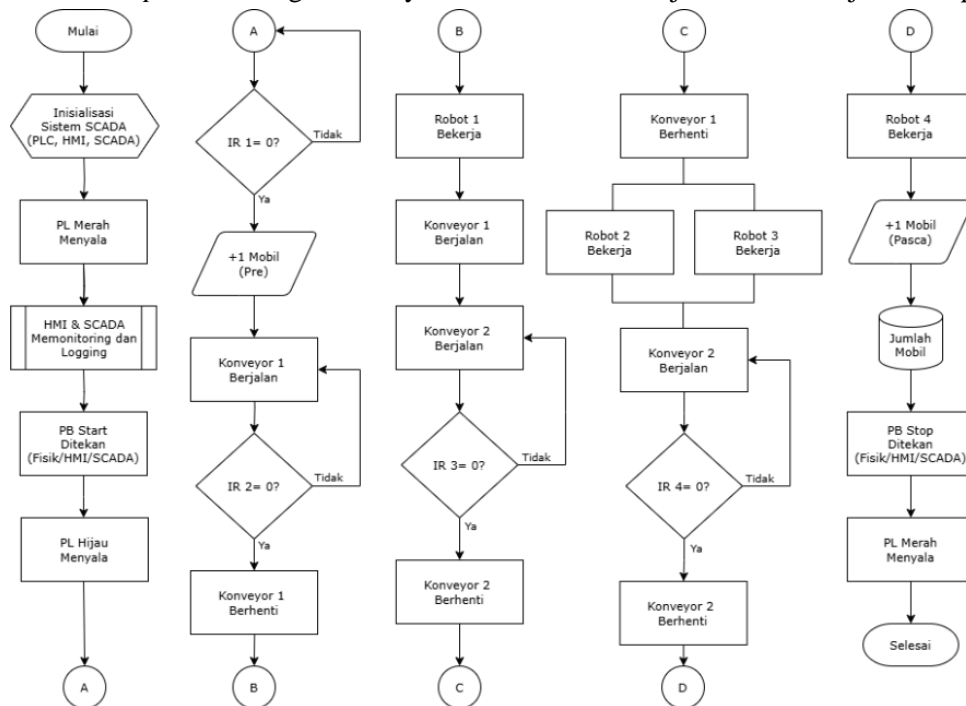 Mulai
Inisialisasi
Sistem SCADA
(PLC, HMI, SCADA)
PL Merah
Menyala
HMI & SCADA
Memonitoring dan
Logging
PB Start
Ditekan
(Fisik/HMI/SCADA)
PL Hijau
Menyala
A
A
IR 1= 0?
Tidak
Ya
+1 Mobil
(Pre)
Konveyor 1
Berjalan
IR 2= 0?
Tidak
Ya
Konveyor 1
Berhenti
B
B
Robot 1
Bekerja
Konveyor 1
Berjalan
Konveyor 2
Berjalan
IR 3= 0?
Tidak
Ya
Konveyor 2
Berhenti
C
C
Konveyor 1
Berhenti
Robot 2
Bekerja
Robot 3
Bekerja
Konveyor 2
Berjalan
IR 4= 0?
Tidak
Ya
Konveyor 2
Berhenti
D
D
Robot 4
Bekerja
+1 Mobil
(Pasca)
Jumlah
Mobil
PB Stop
Ditekan
(Fisik/HMI/SCADA)
PL Merah
Menyala
Selesai